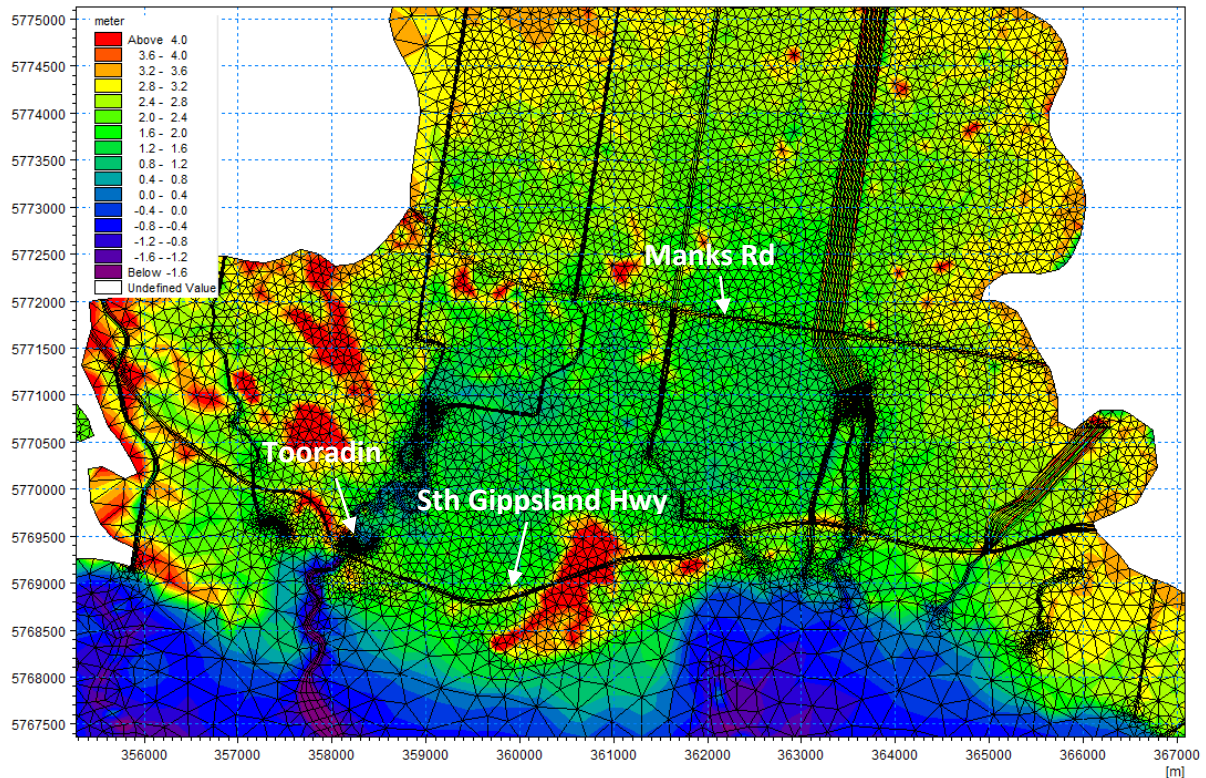 meter
Above 4.0
3.6 - 4.0
3.2 - 3.6
2.8 - 3.2
2.4 - 2.8
2.0 - 2.4
1.6 - 2.0
1.2 - 1.6
0.8 - 1.2
0.4 - 0.8
0.0 - 0.4
-0.4 - 0.0
-0.8 - -0.4
-1.2 - -0.8
-1.6 - -1.2
Below -1.6
Undefined Value
5775000
5774500
5774000
5773500
5773000
5772500
5772000
5771500
5771000
5770500
5770000
5769500
5769000
5768500
5768000
5767500
Manks Rd
Tooradin
Sth Gippsland Hwy
356000 357000 358000 359000 360000 361000 362000 363000 364000 365000 366000 367000
[m]